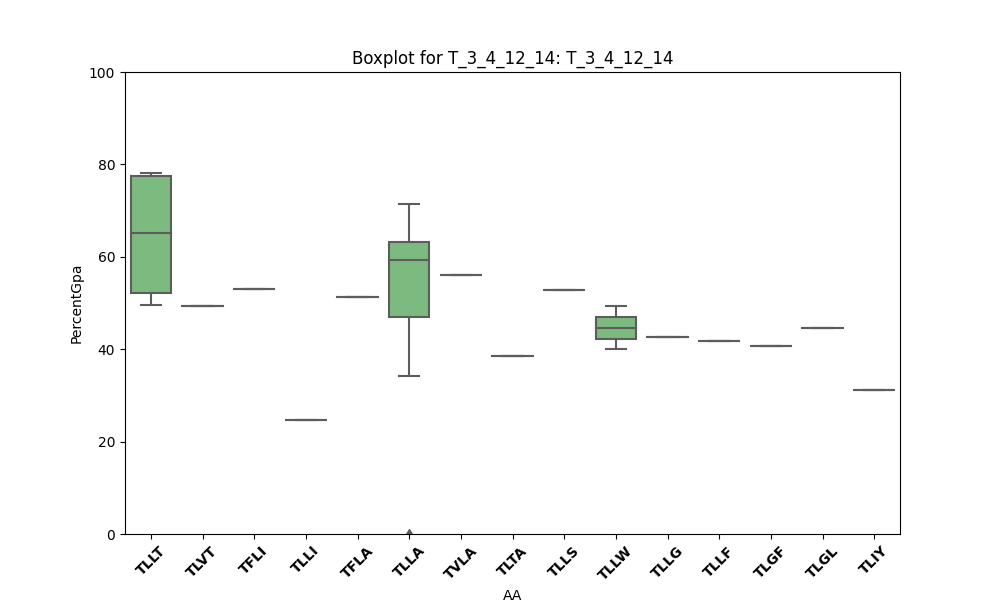 Boxplot for T_3_4_12_14: T_3_4_12_14
100
80
60
40
20
0
PercentGpa
TLLT TLVT TFLI TLLI TFLA TLLA TVLA TLTA TLLS TLLW TLLG TLLF TLGF TLGL TLIY
AA